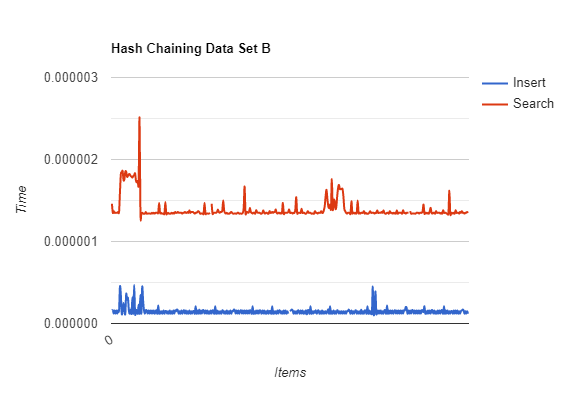 Hash Chaining Data Set B
0.000003
0.000002
0.000001
0.000000
Time
0
Items
Insert
Search